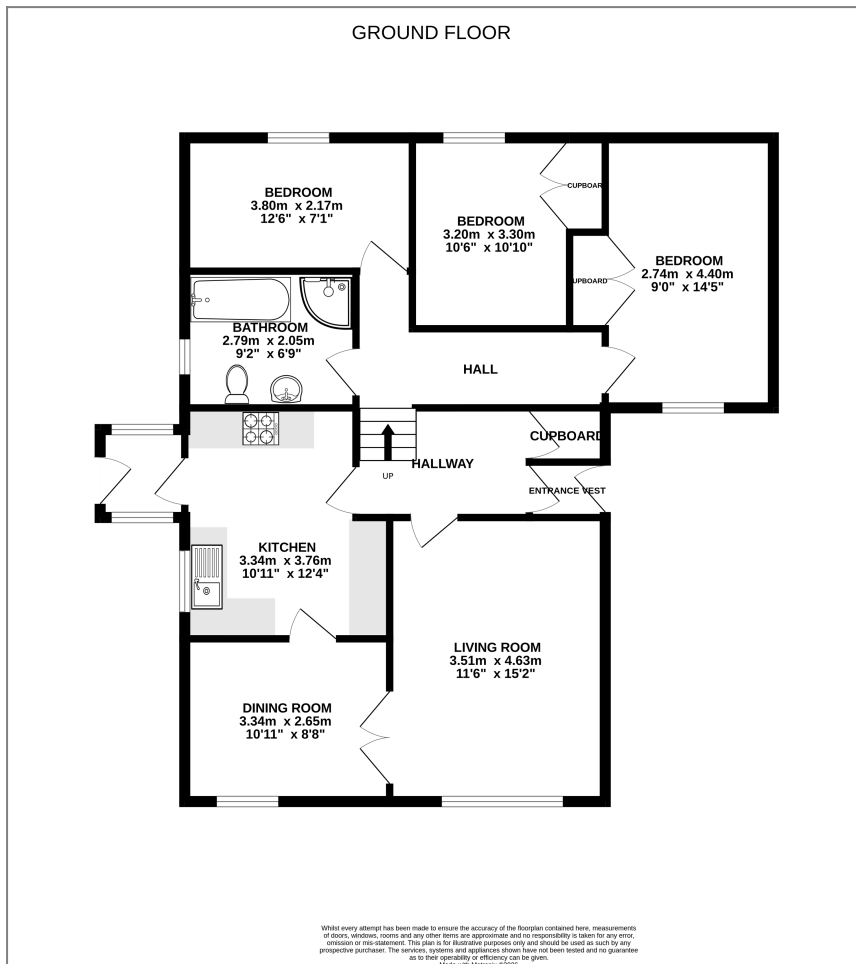 GROUND FLOOR
BEDROOM
3.80m x 2.17m
12'6" x 7'1"
BEDROOM
3.20m x 3.30m
10'6" x 10'10"
CUPBOAR
BEDROOM
2.74m x 4.40m
9'0" x 14'5"
UPBOARD
BATHROOM
2.79m x 2.05m
9'2" x 6'9"
HALL
CUPBOARD
HALLWAY
UP
ENTRANCE VEST
KITCHEN
3.34m x 3.76m
10'11" x 12'4"
LIVING ROOM
3.51m x 4.63m
11'6" x 15'2"
DINING ROOM
3.34m x 2.65m
10'11" x 8'8"
Whilst every attempt has been made to ensure the accuracy of the floorplan contained here, measurements
of doors, windows, rooms and any other items are approximate and no responsibility is taken for any error,
omission or mis-statement. This plan is for illustrative purposes only and should be used as such by any
prospective purchaser. The services, systems and appliances shown have not been tested and no guarantee
as to their operability or efficiency can be given.
Made with Metropix